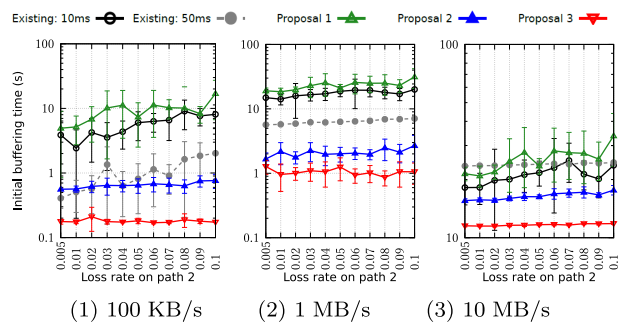 Existing: 10ms Existing: 50ms Proposal 1 Proposal 2 Proposal 3
Initial buffering time (s)
100 100 100
10 10
1 1
0.1 0.1 10
0.005 0.01 0.02 0.03 0.04 0.05 0.06 0.07 0.08 0.09 0.1 0.005 0.01 0.02 0.03 0.04 0.05 0.06 0.07 0.08 0.09 0.1 0.005 0.01 0.02 0.03 0.04 0.05 0.06 0.07 0.08 0.09 0.1
Loss rate on path 2 Loss rate on path 2 Loss rate on path 2
(1) 100 KB/s (2) 1 MB/s (3) 10 MB/s